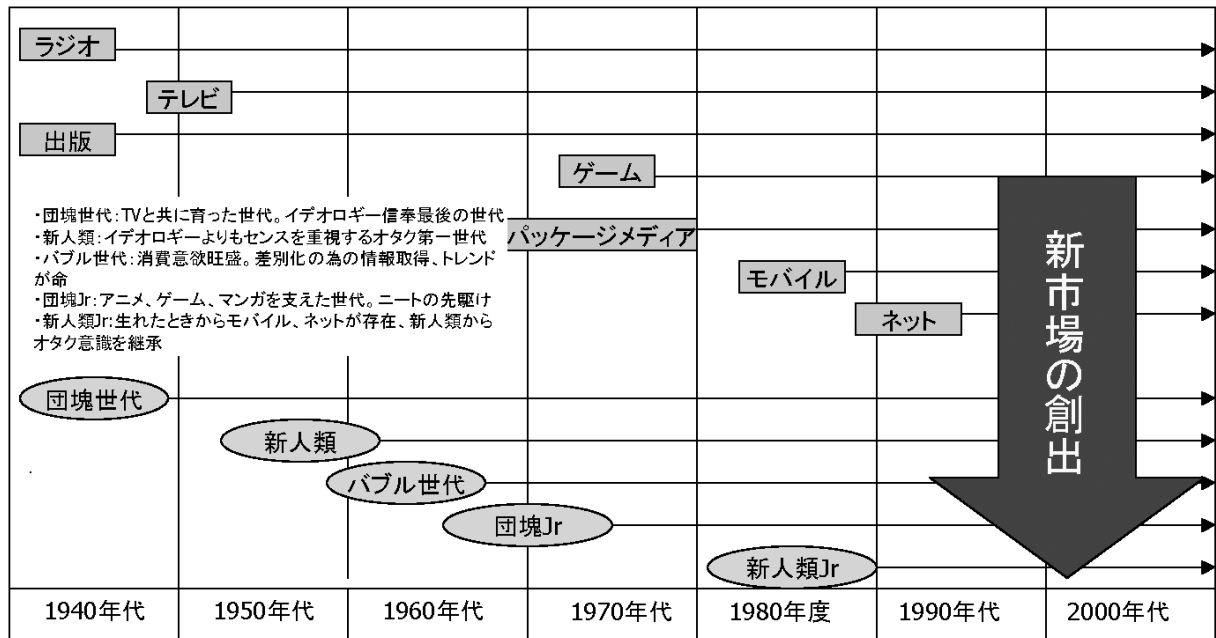 ラジオ
テレビ
出版
ゲーム
・団塊世代：TVと共に育った世代。イデオロギー信奉最後の世代
・新人類：イデオロギーよりもセンスを重視するオタク第一世代
・バブル世代：消費意欲旺盛。差別化の為の情報取得、トレンド
が命
・団塊Jr：アニメ、ゲーム、マンガを支えた世代。ニートの先駆け
・新人類Jr：生れたときからモバイル、ネットが存在、新人類から
オタク意識を継承
パッケージメディア
モバイル
ネット
新市場の創出
団塊世代
新人類
バブル世代
団塊Jr
新人類Jr
1940年代
1950年代
1960年代
1970年代
1980年度
1990年代
2000年代